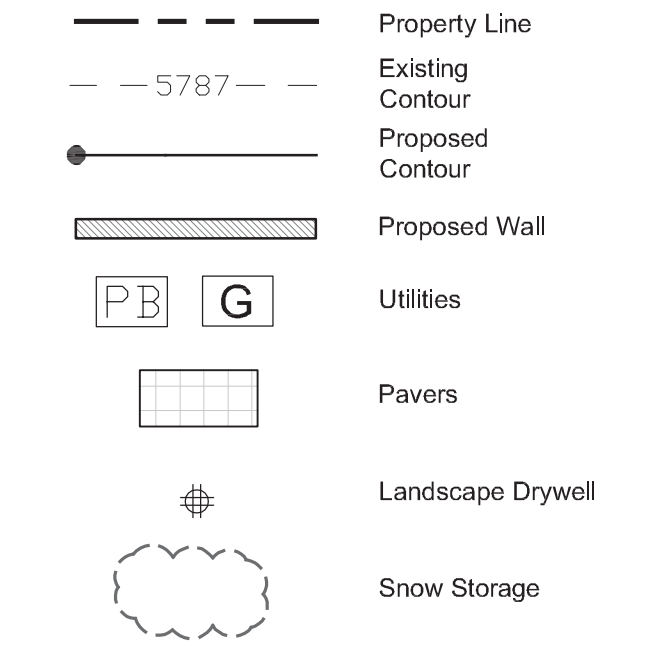 Property Line
5787
Existing
Contour
Proposed
Contour
Proposed Wall
PB G
Utilities
Pavers
Landscape Drywell
Snow Storage